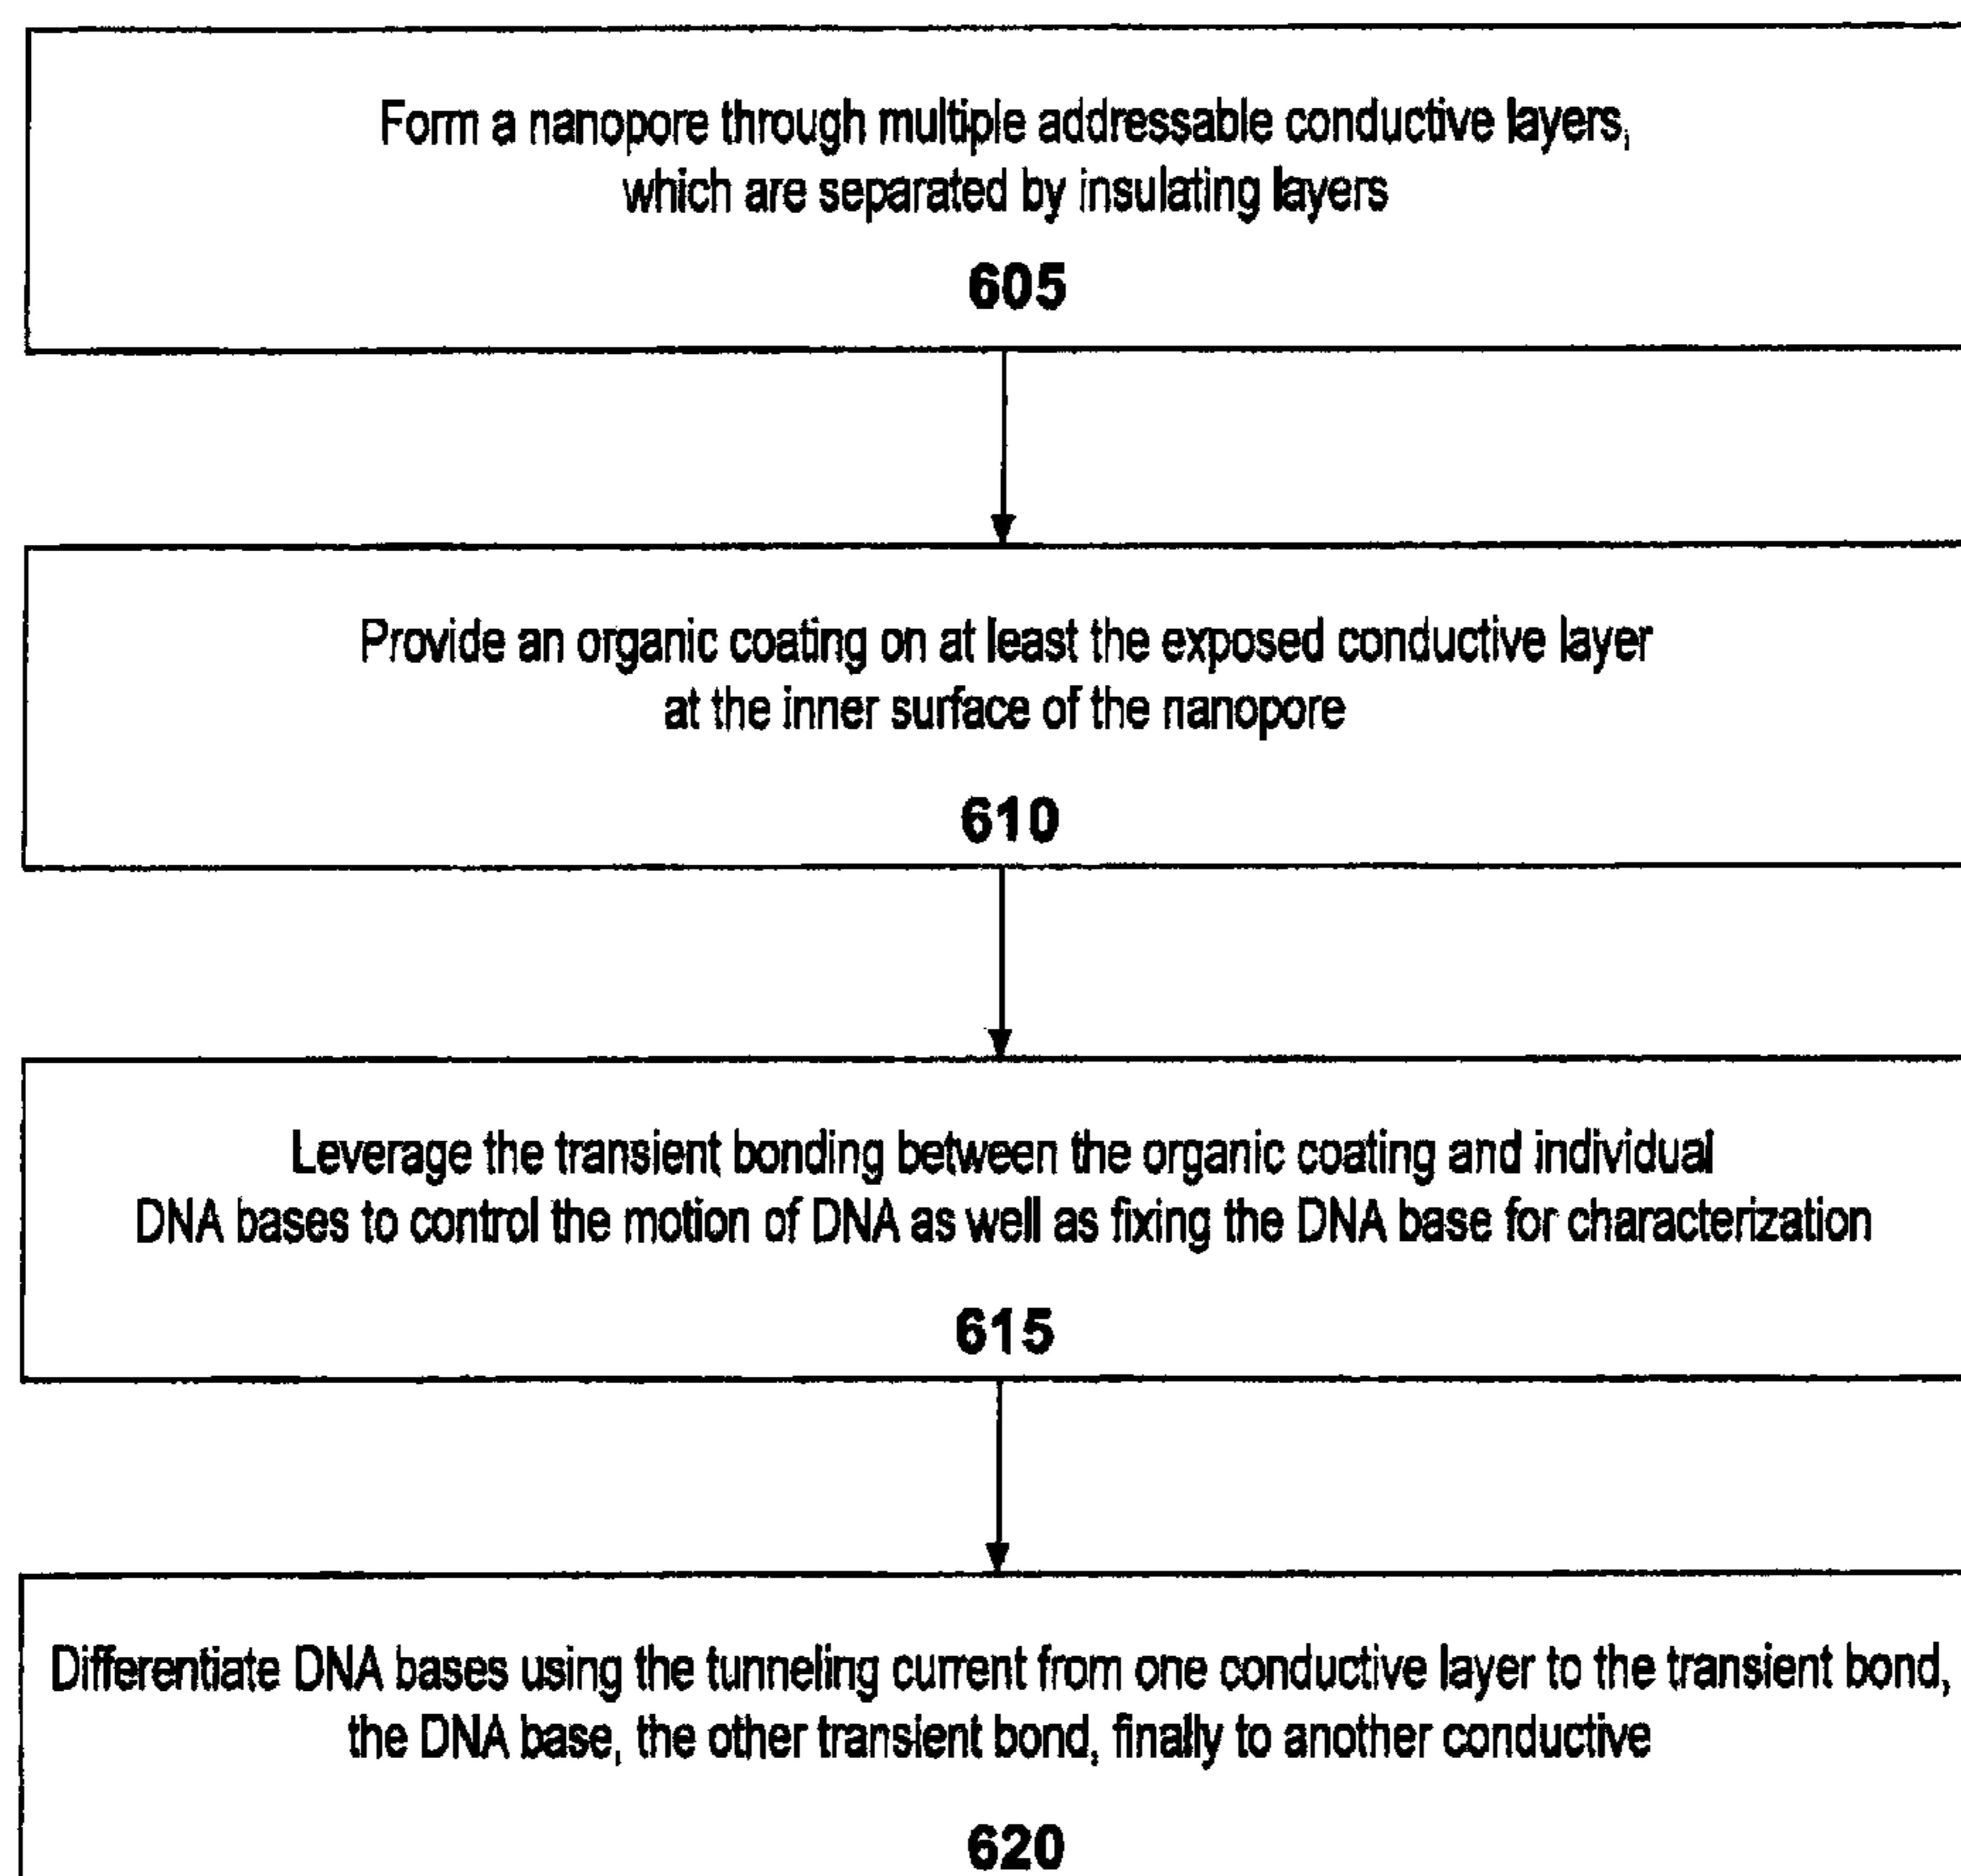 Form a nanopore through multiple addressable conductive layers,
which are separated by insulating layers
605
Provide an organic coating on at least the exposed conductive layer
at the inner surface of the nanopore
610
Leverage the transient bonding between the organic coating and individual
DNA bases to control the motion of DNA as well as fixing the DNA base for characterization
615
Differentiate DNA bases using the tunneling current from one conductive layer to the transient bond,
the DNA base, the other transient bond, finally to another conductive
620